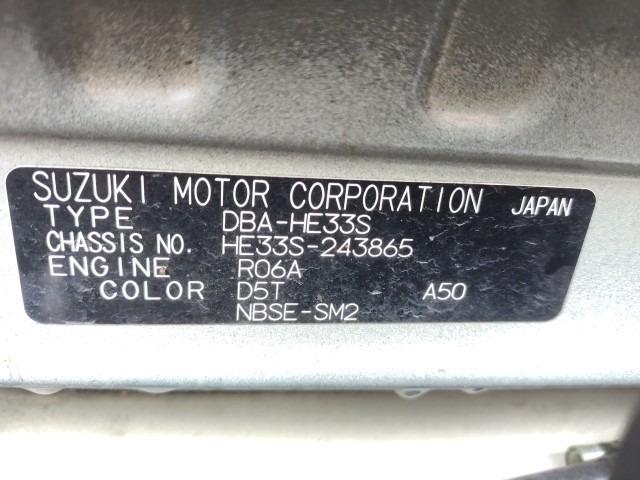 SUZUKI MOTOR CORPORATION JAPAN
TYPE DBA-HE33S
CHASSIS NO. HE33S-243865
ENGINE R06A
COLOR D5T A50
NBSE-SM2